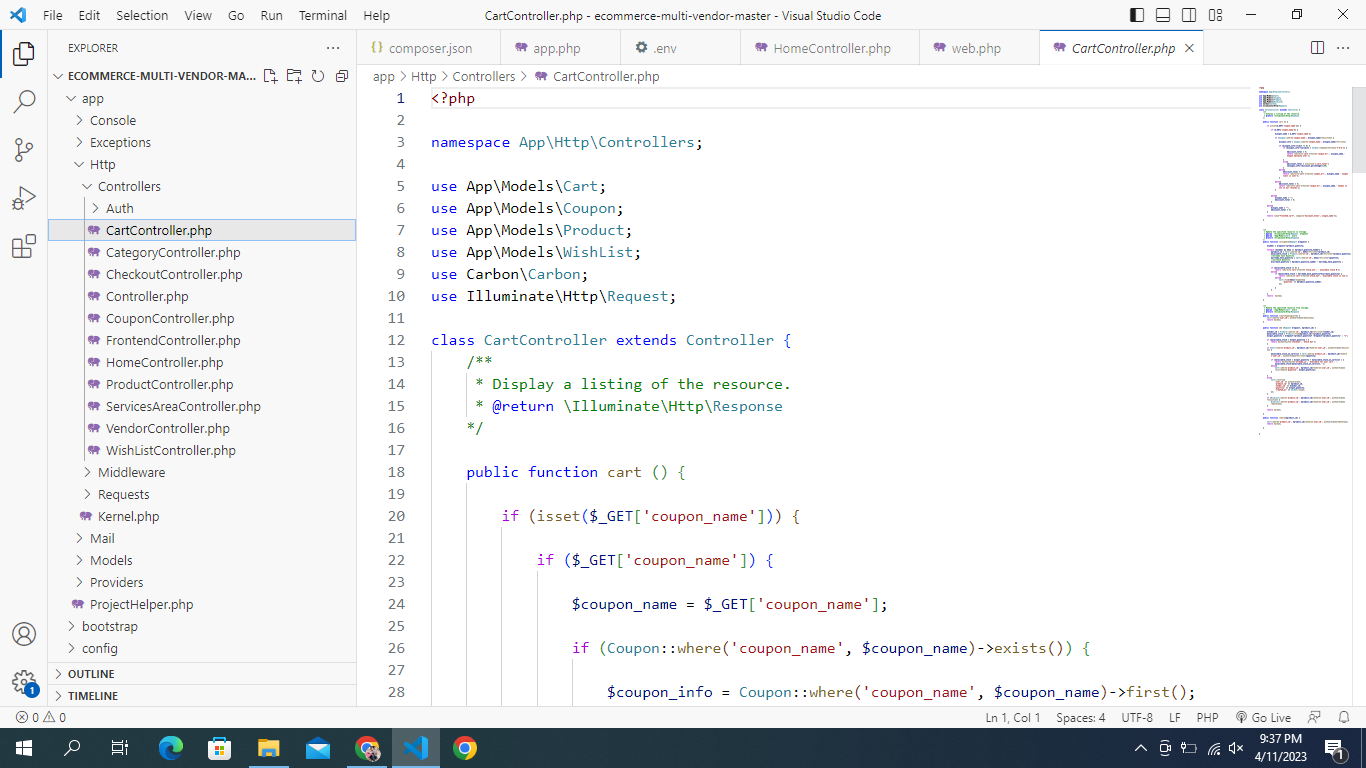 File Edit Selection View Go Run Terminal Help
CartController.php - ecommerce-multi-vendor-master - Visual Studio Code
EXPLORER
ECOMMERCE-MULTI-VENDOR-MA...
app
Console
Exceptions
Http
Controllers
Auth
CartController.php
CategoryController.php
CheckoutController.php
Controller.php
CouponController.php
FrontendController.php
HomeController.php
ProductController.php
ServicesAreaController.php
VendorController.php
WishListController.php
Middleware
Requests
Kernel.php
Mail
Models
Providers
ProjectHelper.php
bootstrap
config
OUTLINE
TIMELINE
1
composer.json app.php .env HomeController.php web.php CartController.php
app > Http > Controllers > CartController.php
1 <?php
2
3 namespace App\Http\Controllers;
4
5 use App\Models\Cart;
6 use App\Models\Coupon;
7 use App\Models\Product;
8 use App\Models\WishList;
9 use Carbon\Carbon;
10 use Illuminate\Http\Request;
11
12 class CartController extends Controller {
13 /**
14 * Display a listing of the resource.
15 * @return \Illuminate\Http\Response
16 */
17
18 public function cart () {
19
20 if (isset($_GET['coupon_name'])) {
21
22 if ($_GET['coupon_name']) {
23
24 $coupon_name = $_GET['coupon_name'];
25
26 if (Coupon::where('coupon_name', $coupon_name)->exists()) {
27
28 $coupon_info = Coupon::where('coupon_name', $coupon_name)->first();
0 0 Ln 1, Col 1 Spaces: 4 UTF-8 LF PHP Go Live
9:37 PM
4/11/2023
1